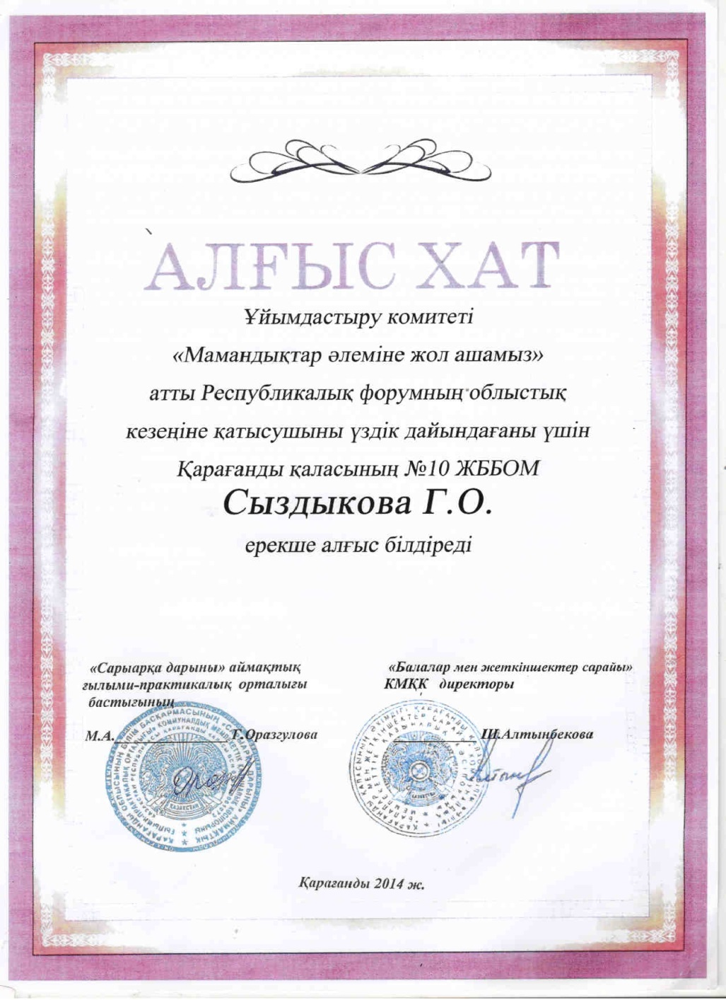 АЛҒЫС ХАТ
Ұйымдастыру комитеті
«Мамандықтар әлеміне жол ашамыз»
атты Республикалық форумның облыстық
кезеңіне қатысушыны үздік дайындағаны үшін
Қарағанды қаласының №10 ЖББОМ
Сыздыкова Г.О.
ерекше алғыс білдіреді
«Сарыарқа дарыны» аймақтық
ғылыми-практикалық орталығы
бастығының
М.А. Г.Оразгулова
«Балалар мен жеткіншектер сарайы»
КМҚК директоры
Ш.Алтынбекова
ҚАЗАҚСТАН
Қарағанды 2014 ж.